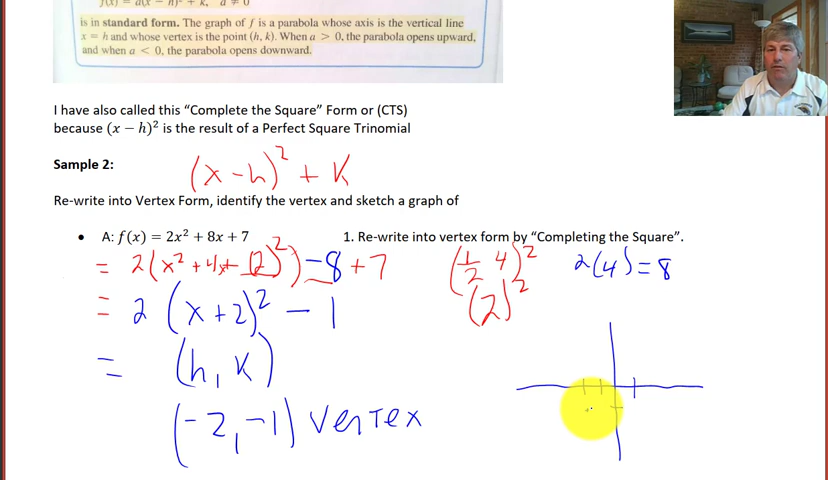 f(x) = a(x − h)² + k, a ≠ 0
is in standard form. The graph of f is a parabola whose axis is the vertical line
x = h and whose vertex is the point (h, k). When a > 0, the parabola opens upward,
and when a < 0, the parabola opens downward.
I have also called this “Complete the Square” Form or (CTS)
because (x − h)² is the result of a Perfect Square Trinomial
Sample 2:
(x - h)² + K
Re-write into Vertex Form, identify the vertex and sketch a graph of
• A: f(x) = 2x² + 8x + 7
1. Re-write into vertex form by “Completing the Square”.
= 2(x² + 4x + (2)²) - 8 + 7
(1/2 4)²
2(4) = 8
(2)²
= 2 (x + 2)² - 1
= (h, K)
(-2, -1) vertex